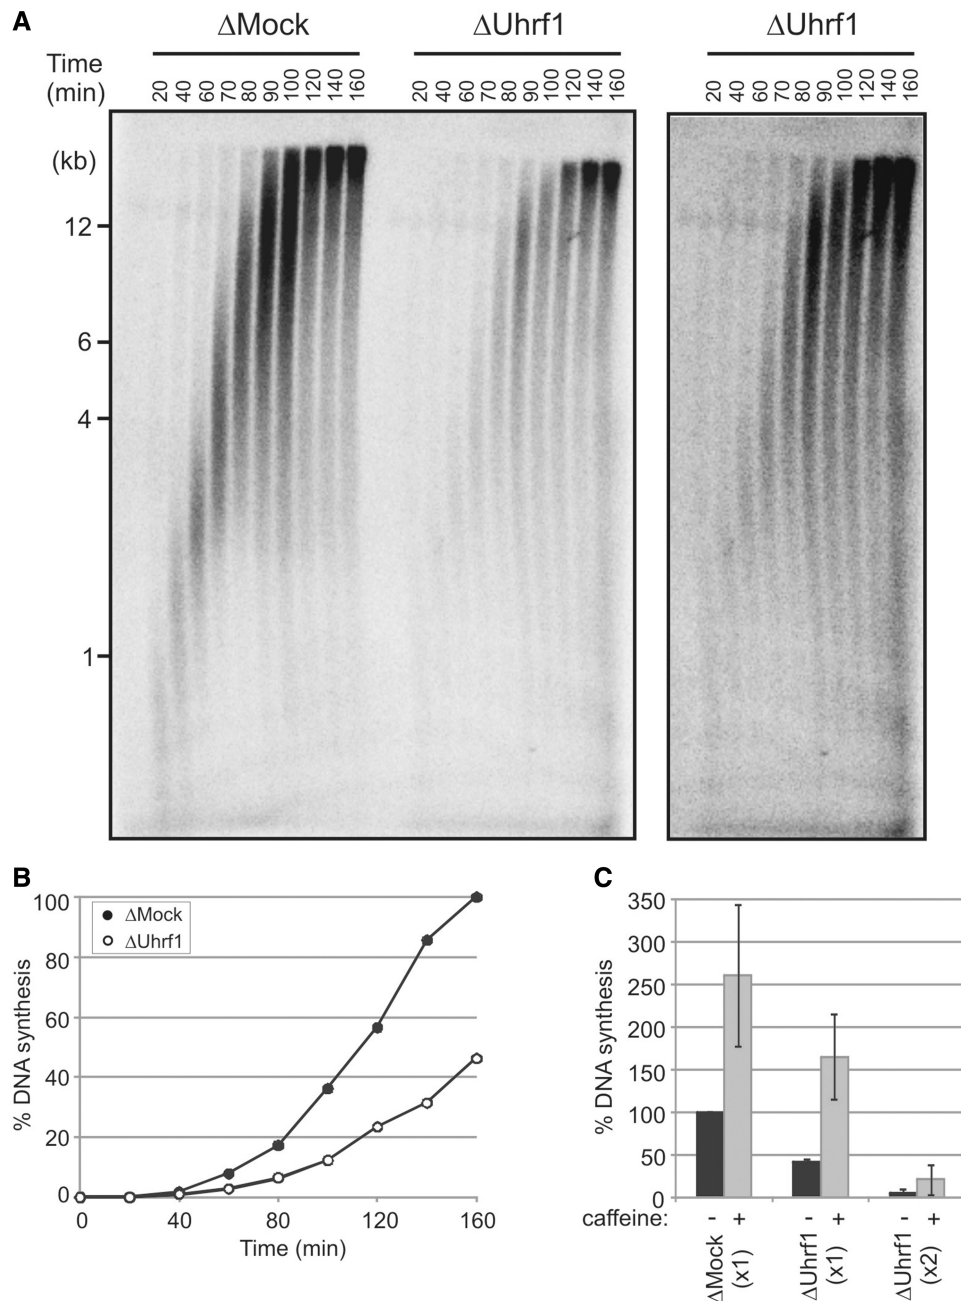 A
ΔMock ΔUhrf1 ΔUhrf1
Time
(min)
20 40 60 70 80 90 100 120 140 160 20 40 60 70 80 90 100 120 140 160 20 40 60 70 80 90 100 120 140 160
(kb)
12
6
4
1
B
100
80
60
40
20
0
% DNA synthesis
ΔMock
ΔUhrf1
0 40 80 120 160
Time (min)
C
350
300
250
200
150
100
50
0
% DNA synthesis
caffeine: - + - + - +
ΔMock
(x1)
ΔUhrf1
(x1)
ΔUhrf1
(x2)